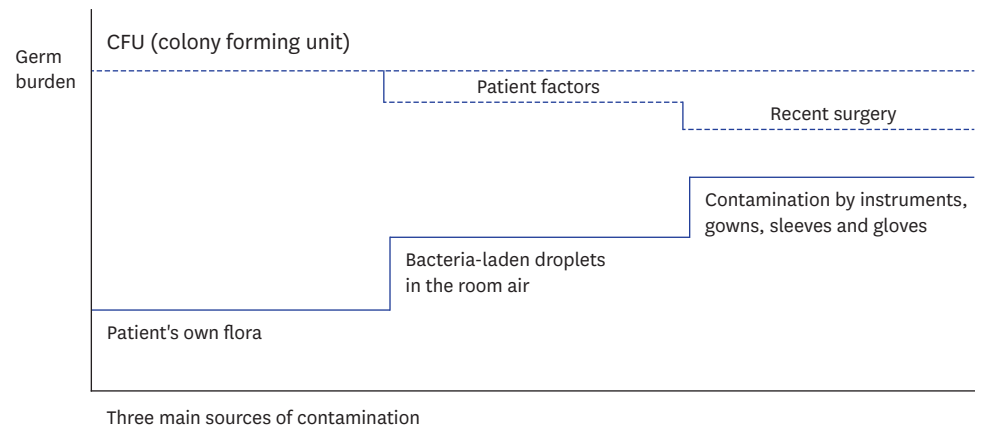 CFU (colony forming unit)
Germ
burden
Patient factors
Recent surgery
Contamination by instruments,
gowns, sleeves and gloves
Bacteria-laden droplets
in the room air
Patient's own flora
Three main sources of contamination